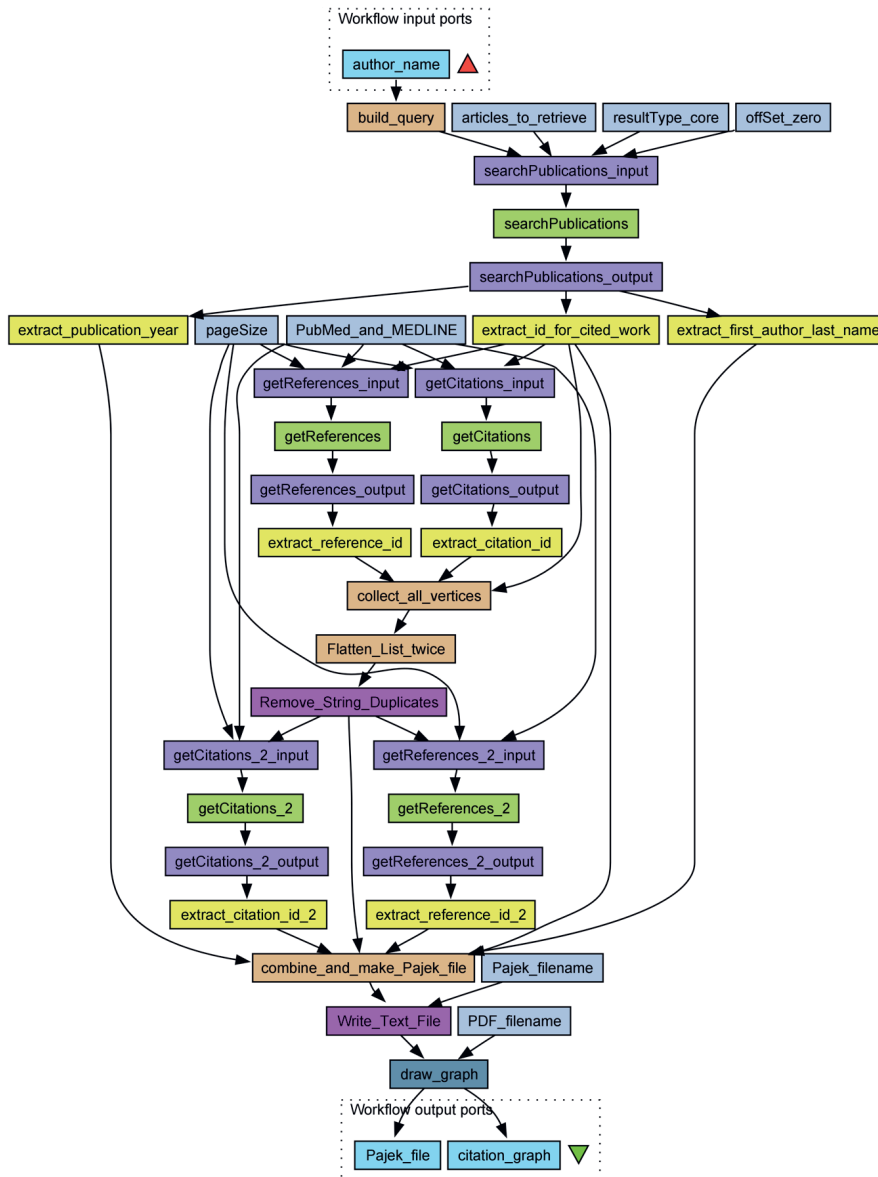 Workflow input ports
author_name
build_query
articles_to_retrieve
resultType_core
offSet_zero
searchPublications_input
searchPublications
searchPublications_output
extract_publication_year
pageSize
PubMed_and_MEDLINE
extract_id_for_cited_work
extract_first_author_last_name
getReferences_input
getCitations_input
getReferences
getCitations
getReferences_output
getCitations_output
extract_reference_id
extract_citation_id
collect_all_vertices
Flatten_List_twice
Remove_String_Duplicates
getCitations_2_input
getReferences_2_input
getCitations_2
getReferences_2
getCitations_2_output
getReferences_2_output
extract_citation_id_2
extract_reference_id_2
combine_and_make_Pajek_file
Pajek_filename
Write_Text_File
PDF_filename
draw_graph
Workflow output ports
Pajek_file
citation_graph